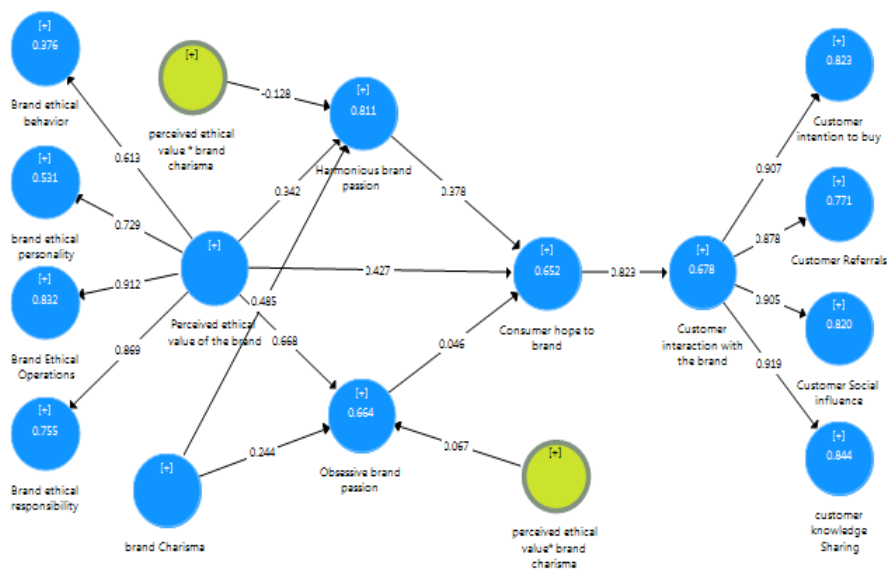 [+]
0.376
Brand ethical
behavior
[+]
perceived ethical
value * brand
charisma
-0.128
[+]
0.811
Harmonious brand
passion
[+]
0.823
Customer
intention to buy
0.613
[+]
0.531
brand ethical
personality
0.729
0.342
0.378
0.907
[+]
0.771
Customer Referrals
0.878
[+]
0.832
Brand Ethical
Operations
0.912
[+]
Perceived ethical
value of the brand
0.427
0.485
[+]
0.652
Consumer hope to
brand
0.823
[+]
0.678
Customer
interaction with
the brand
0.905
[+]
0.820
Customer Social
influence
0.869
0.668
0.046
0.919
[+]
0.755
Brand ethical
responsibility
[+]
brand Charisma
0.244
[+]
0.664
Obsessive brand
passion
0.067
[+]
perceived ethical
value* brand
charisma
[+]
0.844
customer
knowledge
Sharing